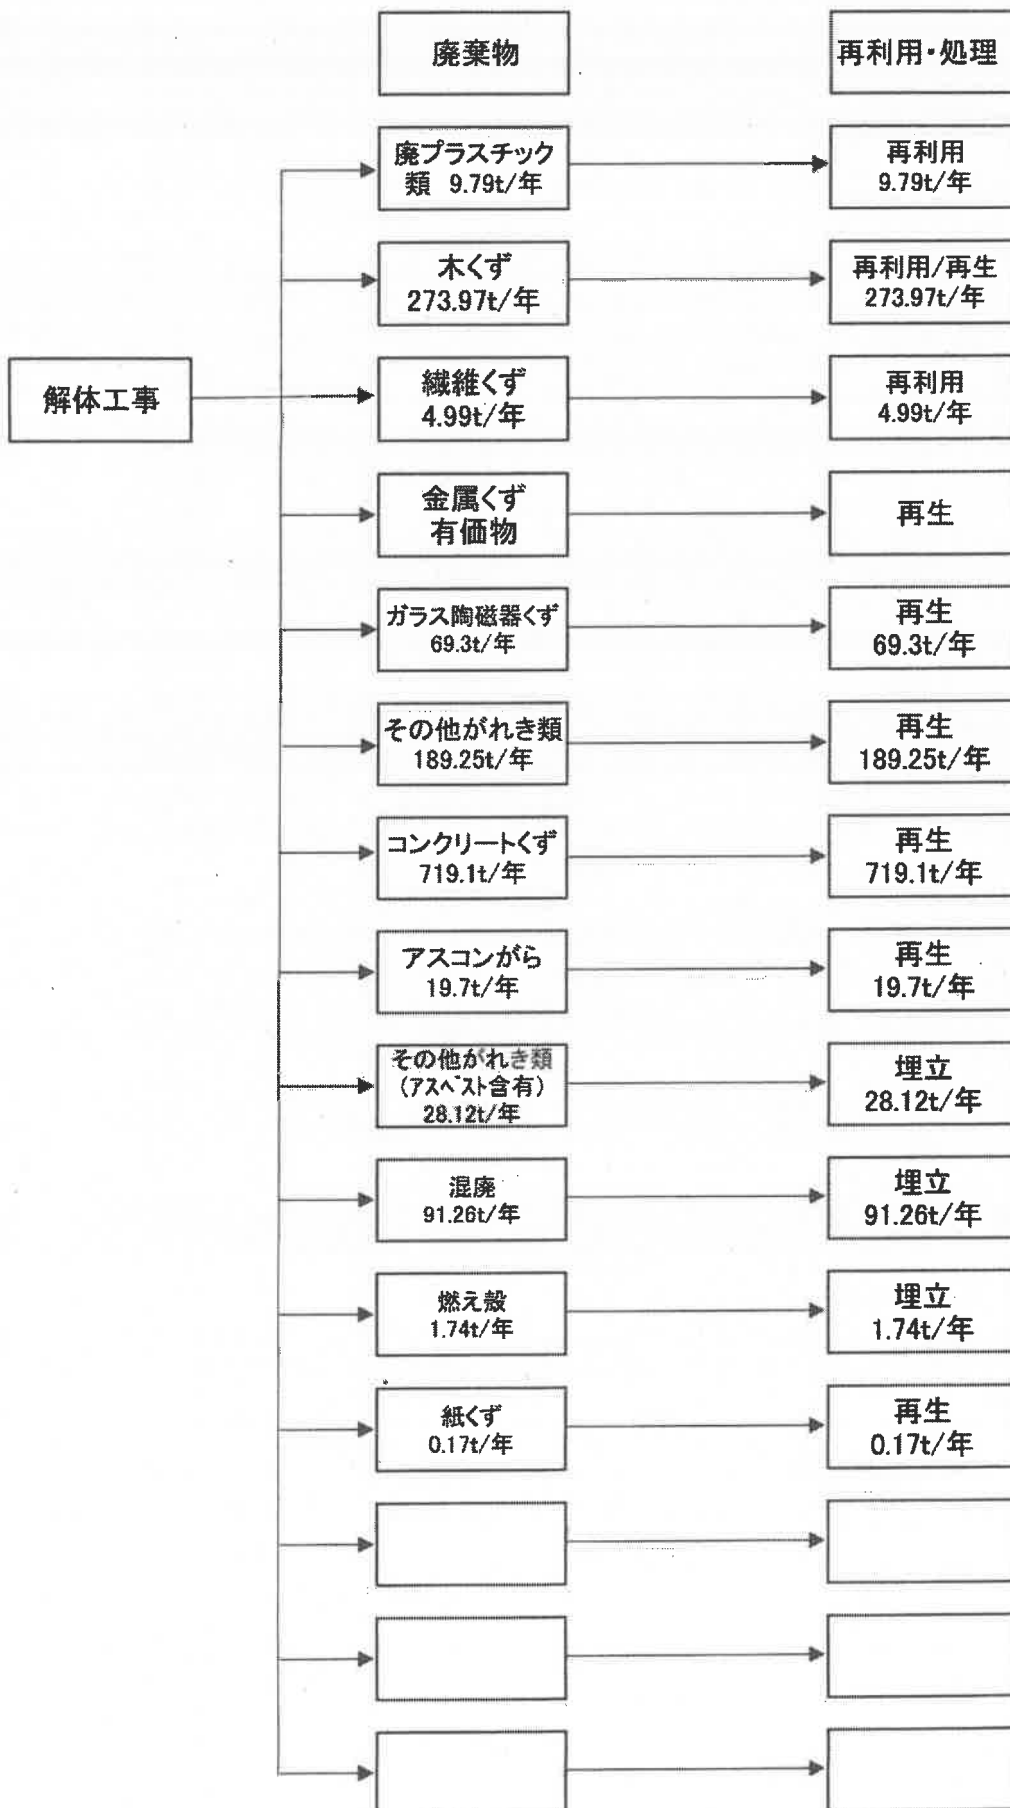 廃棄物
再利用・処理
廃プラスチック
類 9.79t/年
再利用
9.79t/年
木くず
273.97t/年
再利用/再生
273.97t/年
解体工事
繊維くず
4.99t/年
再利用
4.99t/年
金属くず
有価物
再生
ガラス陶磁器くず
69.3t/年
再生
69.3t/年
その他がれき類
189.25t/年
再生
189.25t/年
コンクリートくず
719.1t/年
再生
719.1t/年
アスコンがら
19.7t/年
再生
19.7t/年
その他がれき類
(アスベスト含有)
28.12t/年
埋立
28.12t/年
混廃
91.26t/年
埋立
91.26t/年
燃え殻
1.74t/年
埋立
1.74t/年
紙くず
0.17t/年
再生
0.17t/年